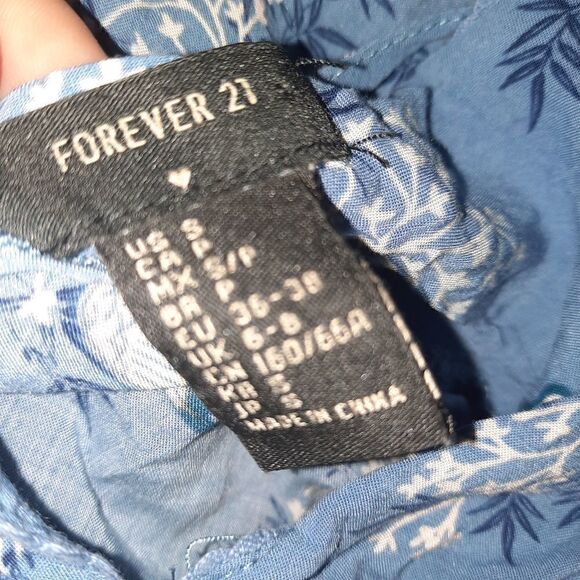 FOREVER 21
US S
CA S/P
MX P
BR P
EU 36-38
UK 6-8
CN 160/66A
KR S
JP S
MADE IN CHINA